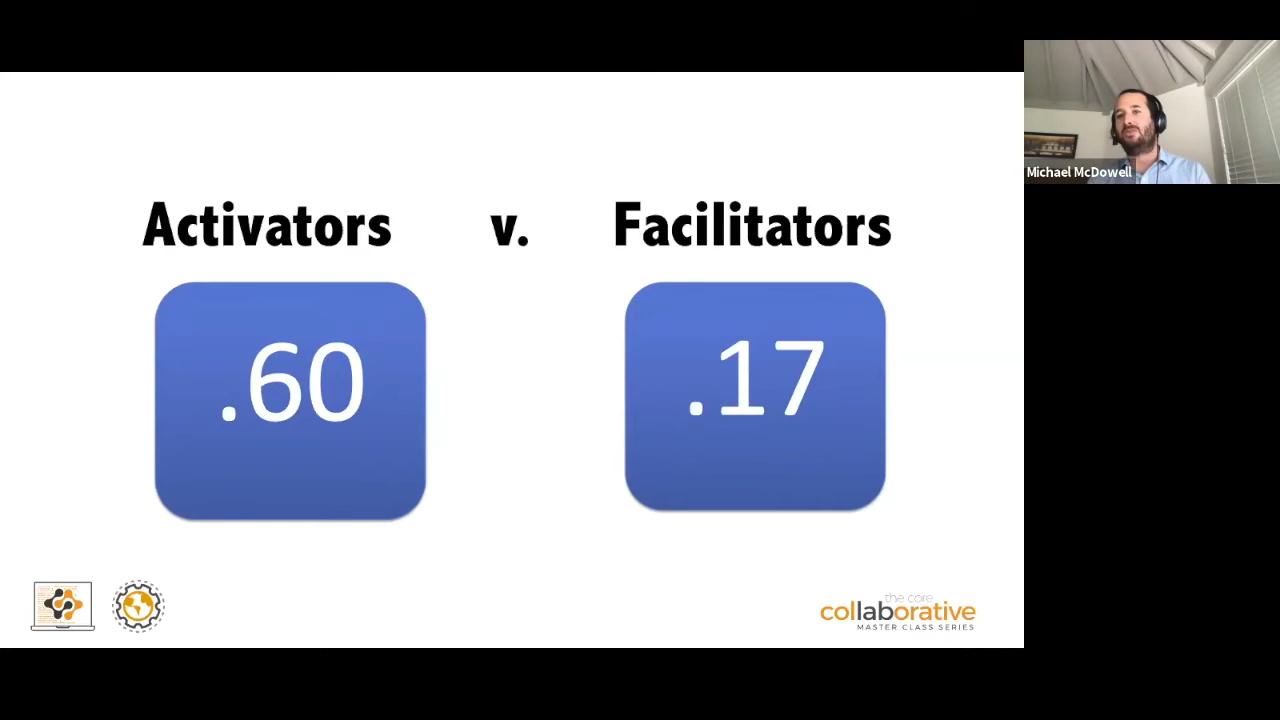 Michael McDowell
Activators v. Facilitators
.60 .17
the core
collaborative
MASTER CLASS SERIES